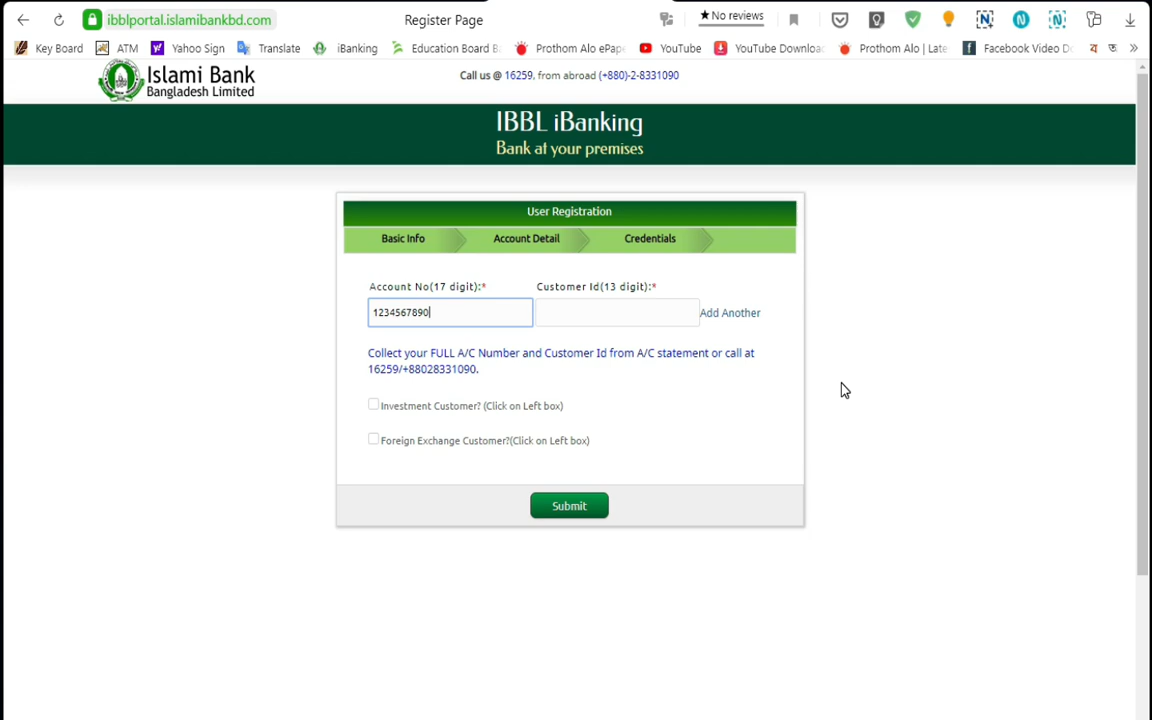 ibblportal.islamibankbd.com
Register Page
★No reviews
Key Board
ATM
Yahoo Sign
Translate
iBanking
Education Board B
Prothom Alo ePap
YouTube
YouTube Downloa
Prothom Alo | Late
Facebook Video D
Islami Bank
Bangladesh Limited
Call us @ 16259, from abroad (+880)-2-8331090
IBBL iBanking
Bank at your premises
User Registration
Basic Info
Account Detail
Credentials
Account No(17 digit):*
Customer Id(13 digit):*
1234567890
Add Another
Collect your FULL A/C Number and Customer Id from A/C statement or call at
16259/+88028331090.
Investment Customer? (Click on Left box)
Foreign Exchange Customer?(Click on Left box)
Submit